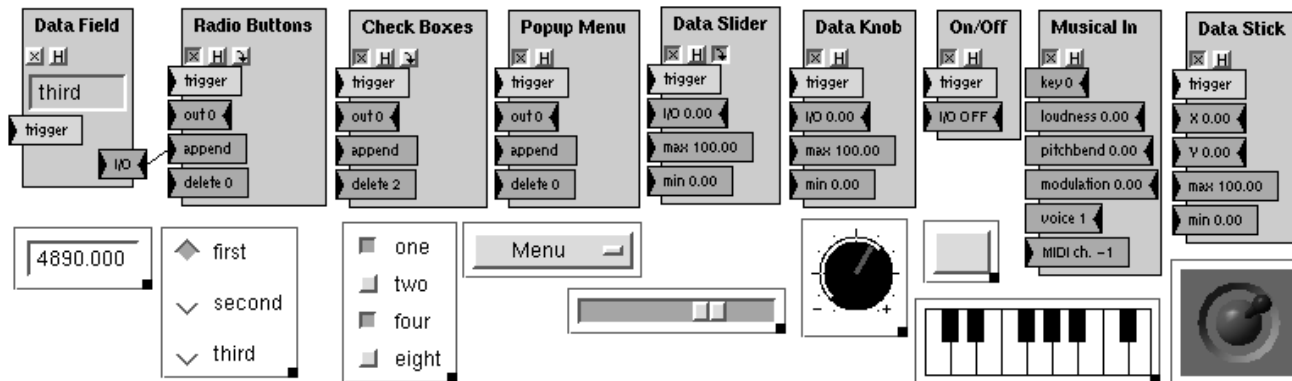 Data Field
H
third
trigger
I/O
Radio Buttons
H
trigger
out 0
append
delete 0
Check Boxes
H
trigger
out 0
append
delete 2
Popup Menu
H
trigger
out 0
append
delete 0
Data Slider
H
trigger
I/O 0.00
max 100.00
min 0.00
Data Knob
H
trigger
I/O 0.00
max 100.00
min 0.00
On/Off
H
trigger
I/O OFF
Musical In
H
key 0
loudness 0.00
pitchbend 0.00
modulation 0.00
voice 1
MIDI ch. -1
Data Stick
H
trigger
X 0.00
Y 0.00
max 100.00
min 0.00
4890.000
first
second
third
one
two
four
eight
Menu
- +